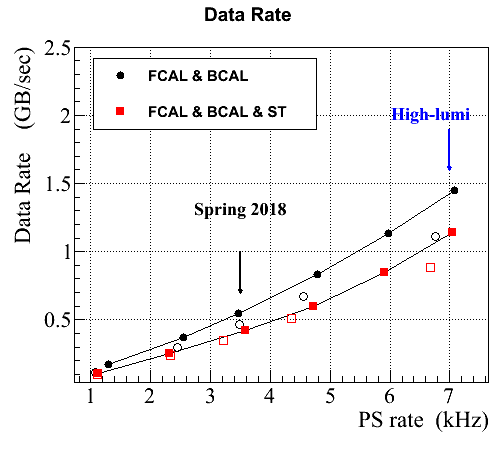 Data Rate
Data Rate (GB/sec)
2.5
2
1.5
1
0.5
FCAL & BCAL
FCAL & BCAL & ST
High-lumi
Spring 2018
1 2 3 4 5 6 7
PS rate (kHz)